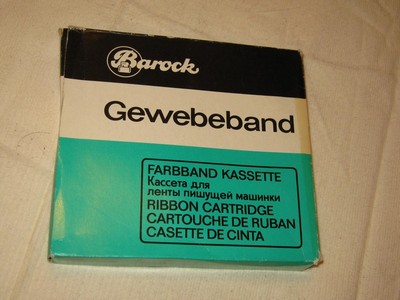 Barock
Gewebeband
FARBBAND KASSETTE
Кассета для
ленты пишущей машинки
RIBBON CARTRIDGE
CARTOUCHE DE RUBAN
CASETTE DE CINTA